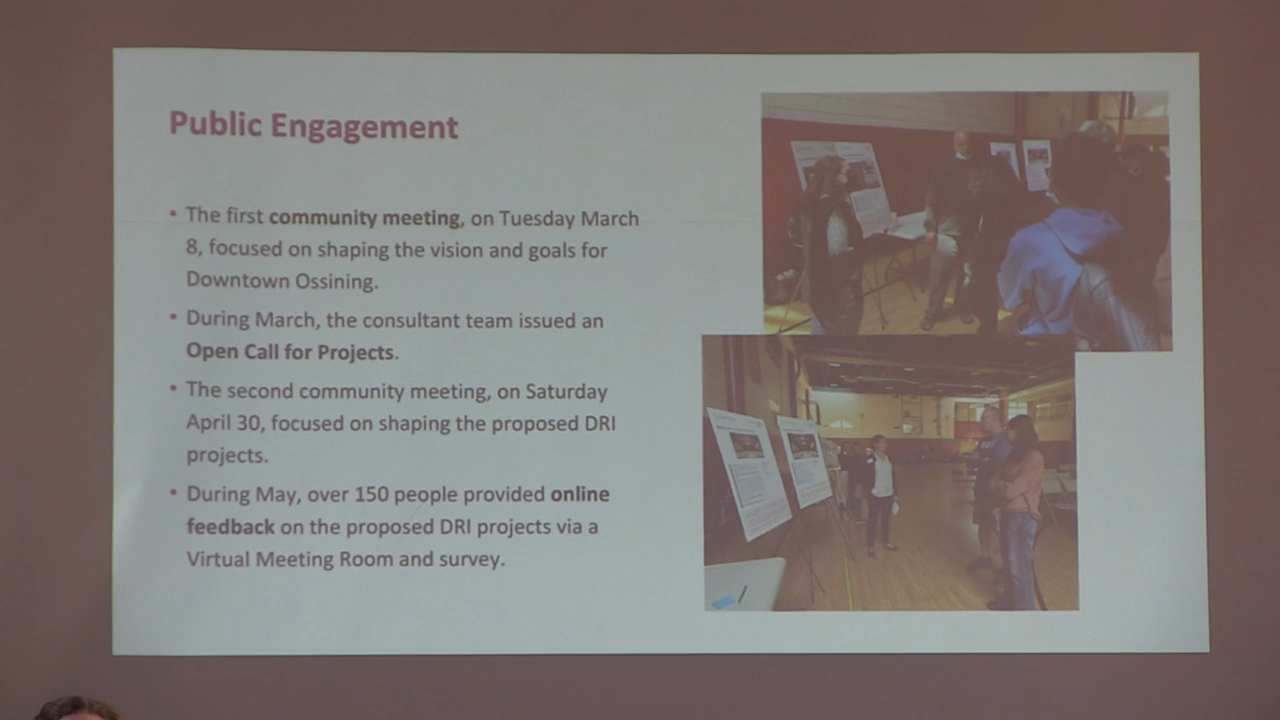 Public Engagement
• The first community meeting, on Tuesday March
8, focused on shaping the vision and goals for
Downtown Ossining.
• During March, the consultant team issued an
Open Call for Projects.
• The second community meeting, on Saturday
April 30, focused on shaping the proposed DRI
projects.
• During May, over 150 people provided online
feedback on the proposed DRI projects via a
Virtual Meeting Room and survey.